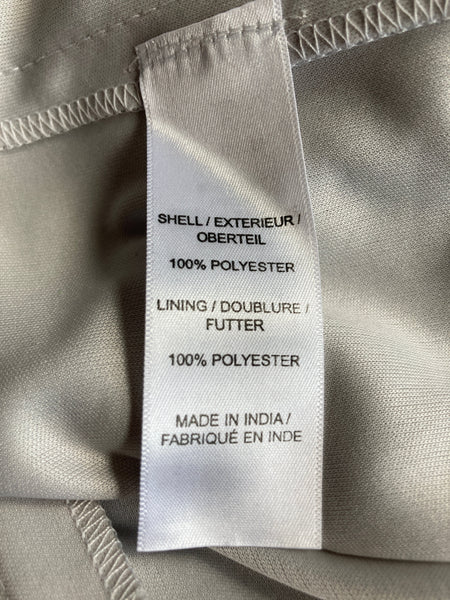 SHELL / EXTERIEUR /
OBERTEIL
100% POLYESTER
LINING / DOUBLURE /
FUTTER
100% POLYESTER
MADE IN INDIA /
FABRIQUÉ EN INDE